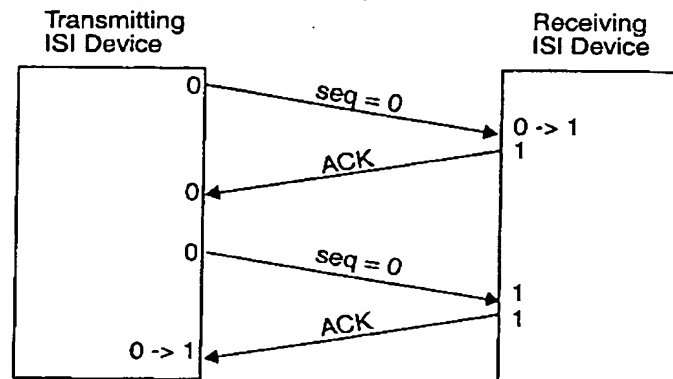 Transmitting
ISI Device
Receiving
ISI Device
0
seq = 0
0 -> 1
1
ACK
0
0
seq = 0
1
1
ACK
0 -> 1